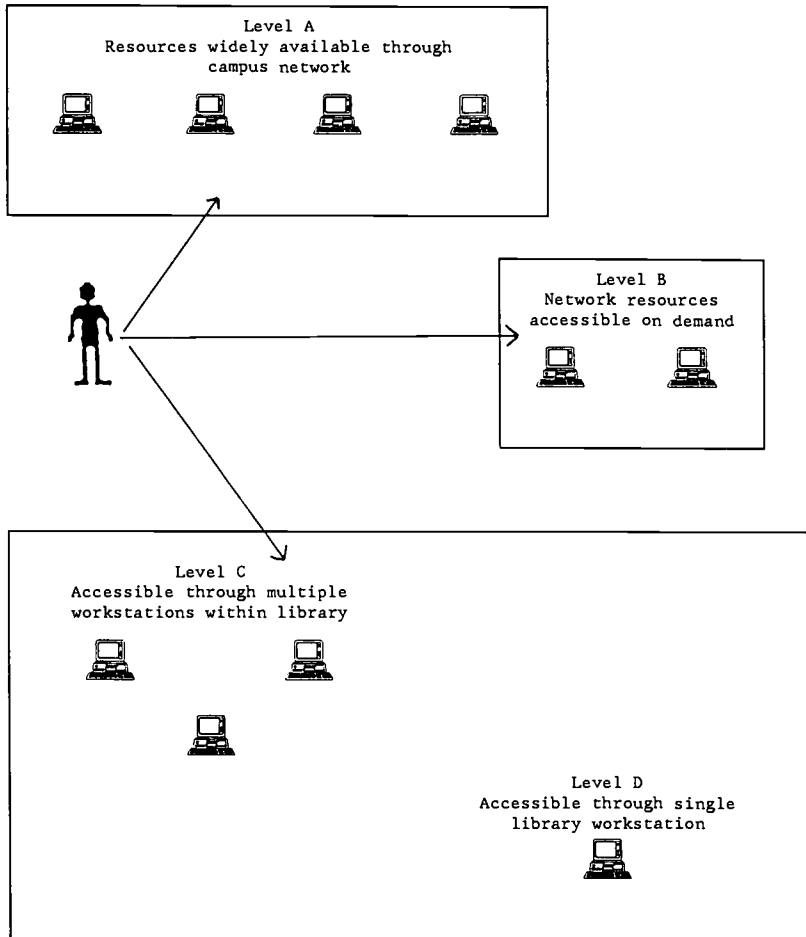 Level A
Resources widely available through
campus network
Level B
Network resources
accessible on demand
Level C
Accessible through multiple
workstations within library
Level D
Accessible through single
library workstation